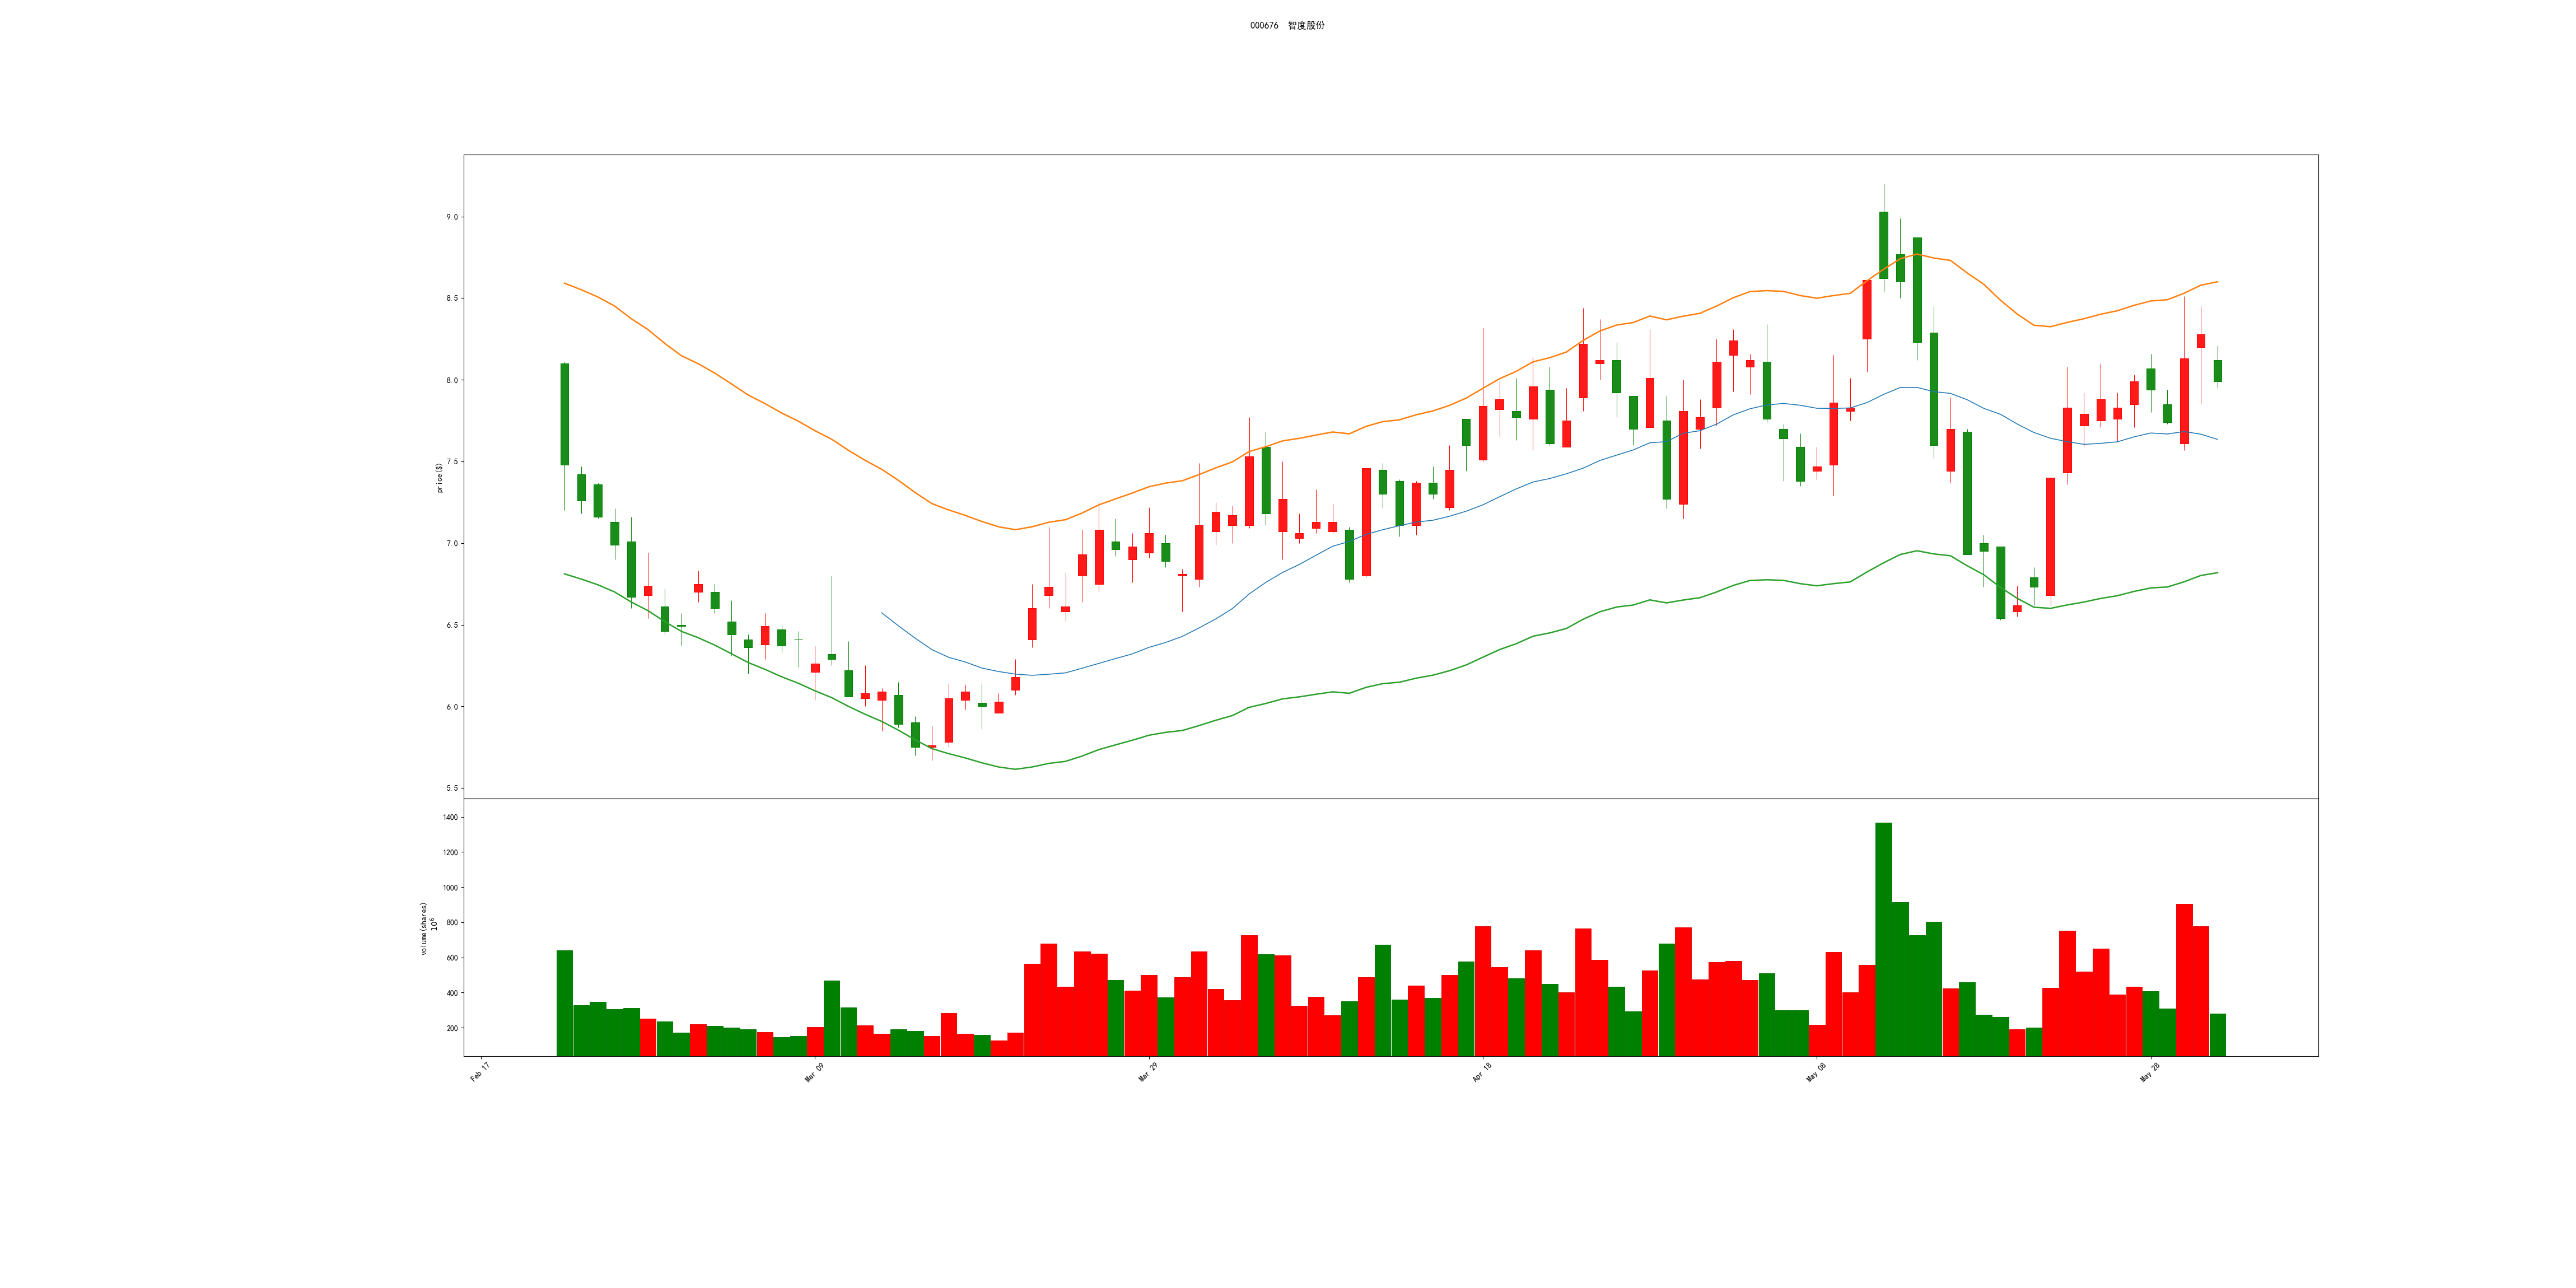 000676 智度股份
price($)
9.0
8.5
8.0
7.5
7.0
6.5
6.0
5.5
volume(shares)
10^6
1400
1200
1000
800
600
400
200
Feb 17
Mar 09
Mar 29
Apr 18
May 08
May 28